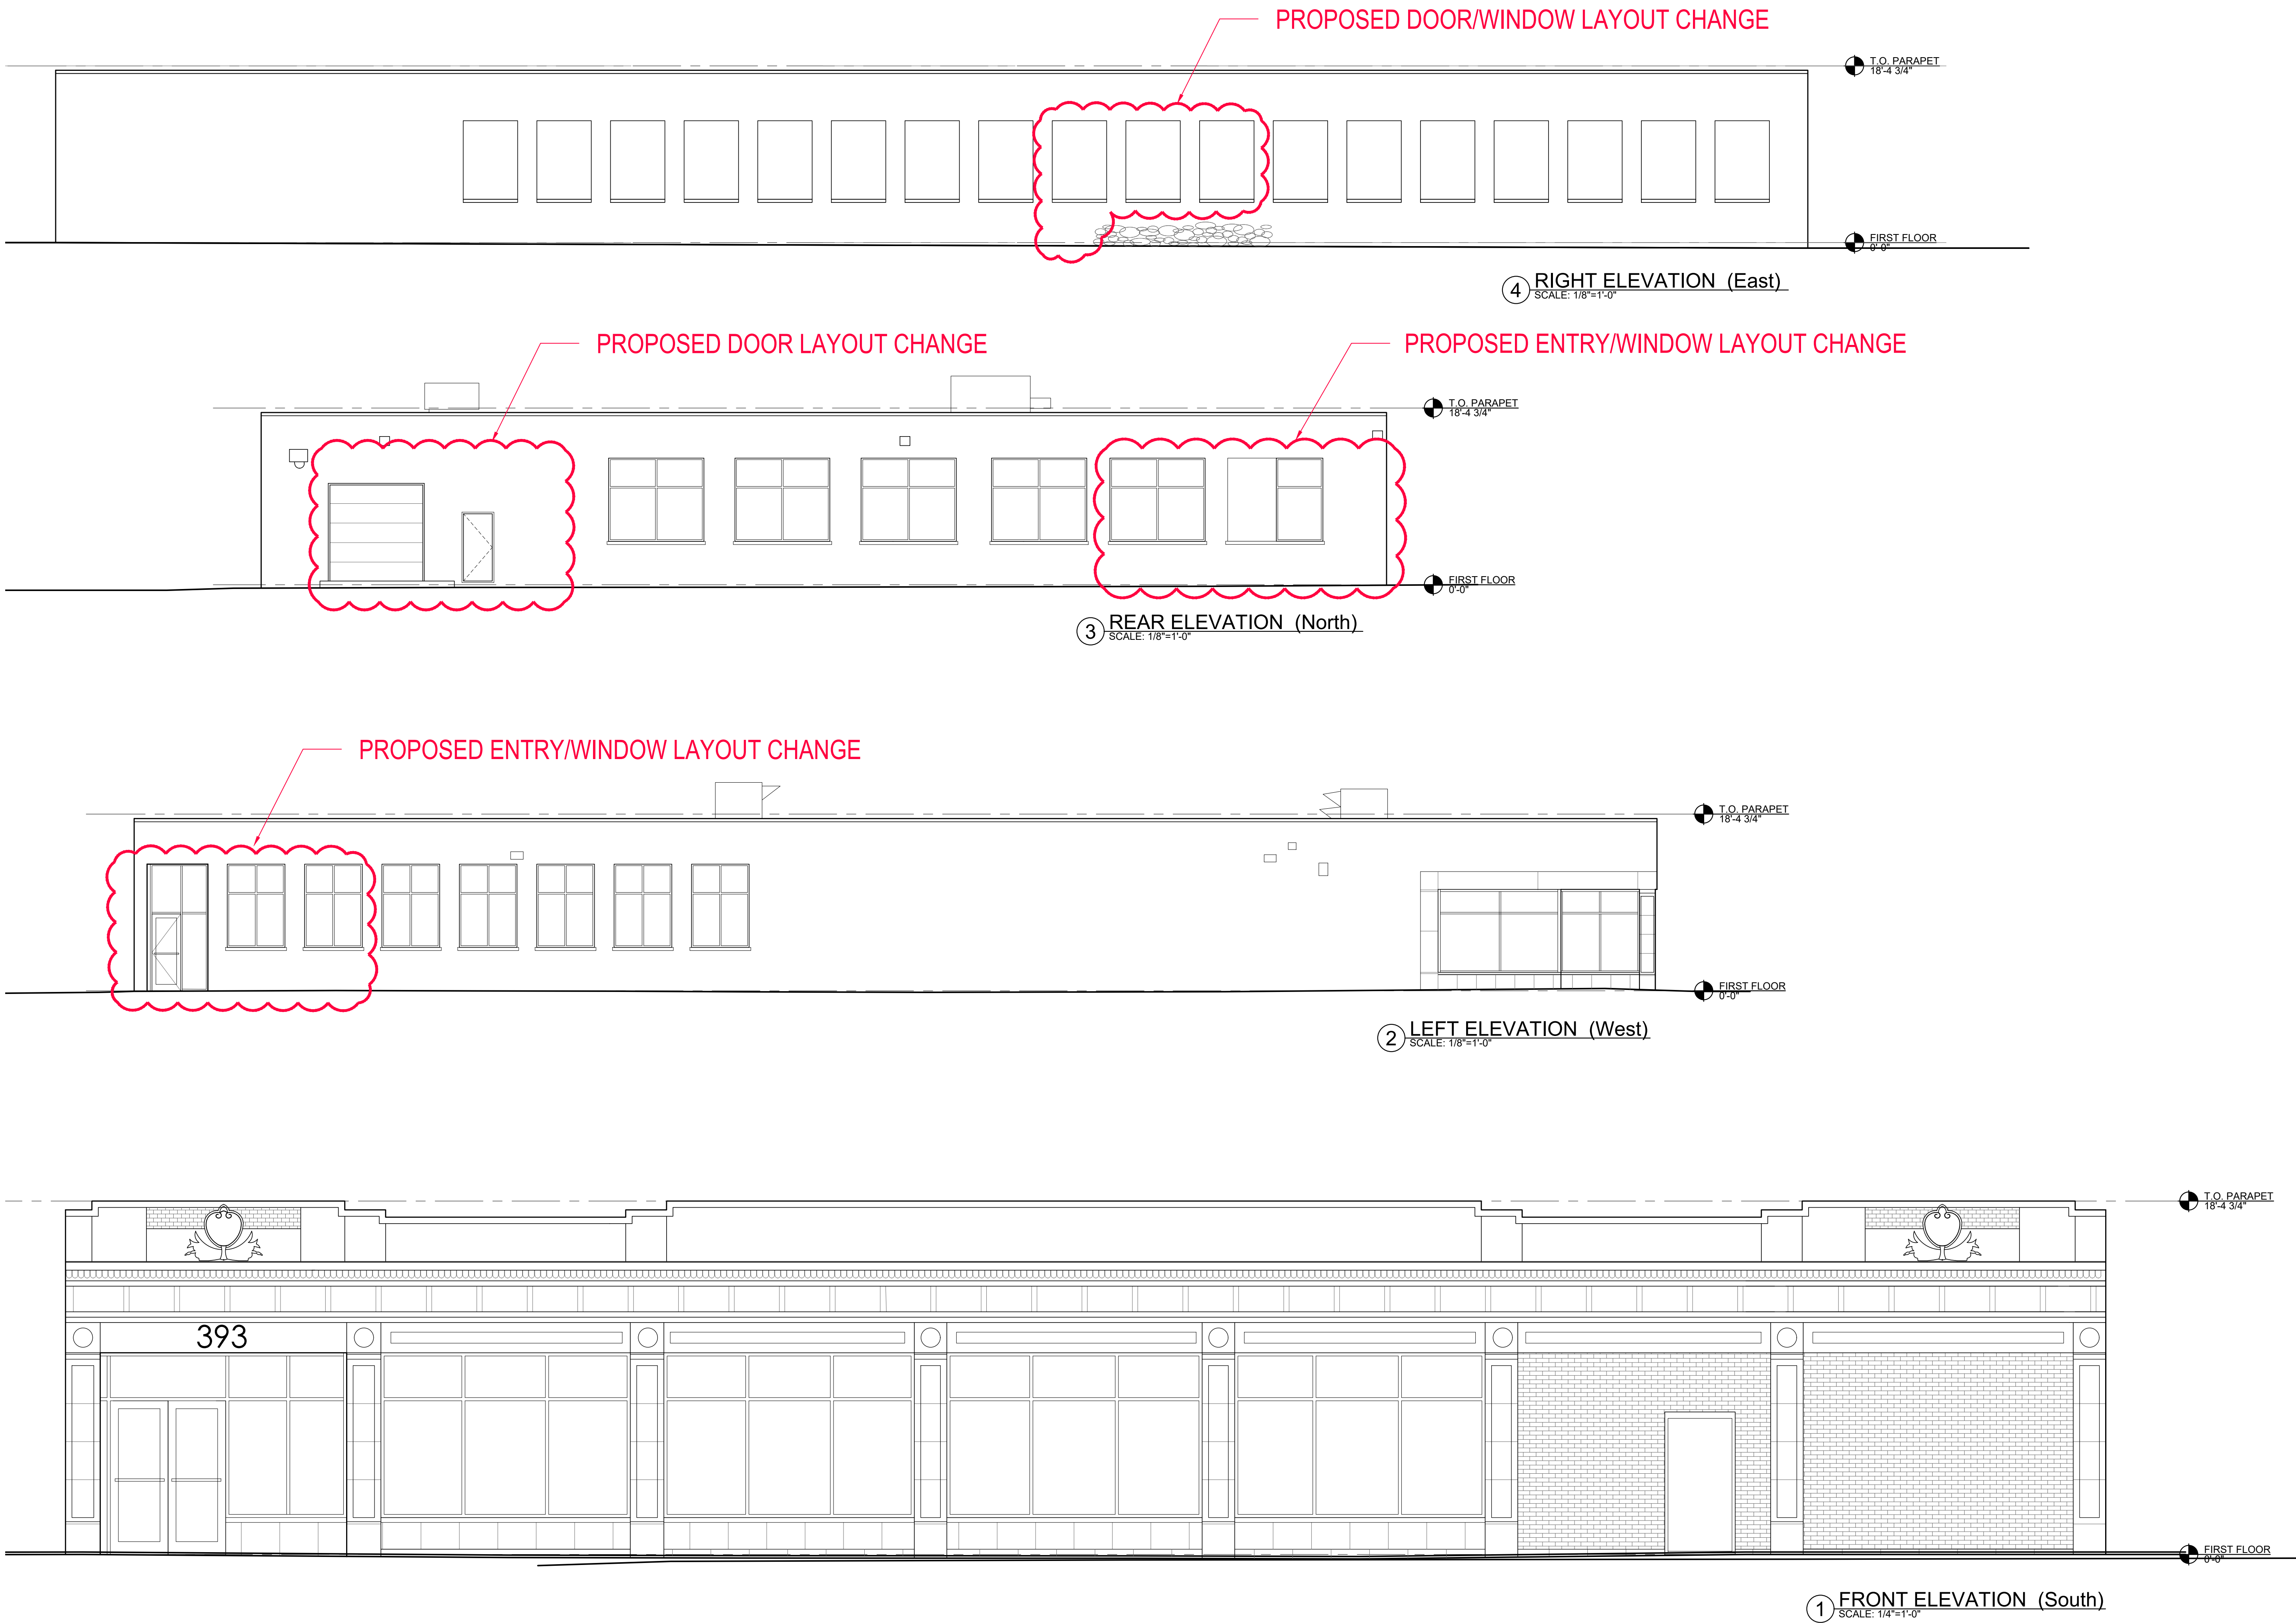 PROPOSED DOOR/WINDOW LAYOUT CHANGE
T.O. PARAPET
18'-4 3/4"
FIRST FLOOR
0'-0"
4 RIGHT ELEVATION (East)
SCALE: 1/8"=1'-0"
PROPOSED DOOR LAYOUT CHANGE
PROPOSED ENTRY/WINDOW LAYOUT CHANGE
T.O. PARAPET
18'-4 3/4"
FIRST FLOOR
0'-0"
3 REAR ELEVATION (North)
SCALE: 1/8"=1'-0"
PROPOSED ENTRY/WINDOW LAYOUT CHANGE
T.O. PARAPET
18'-4 3/4"
FIRST FLOOR
0'-0"
2 LEFT ELEVATION (West)
SCALE: 1/8"=1'-0"
T.O. PARAPET
18'-4 3/4"
393
FIRST FLOOR
0'-0"
1 FRONT ELEVATION (South)
SCALE: 1/4"=1'-0"